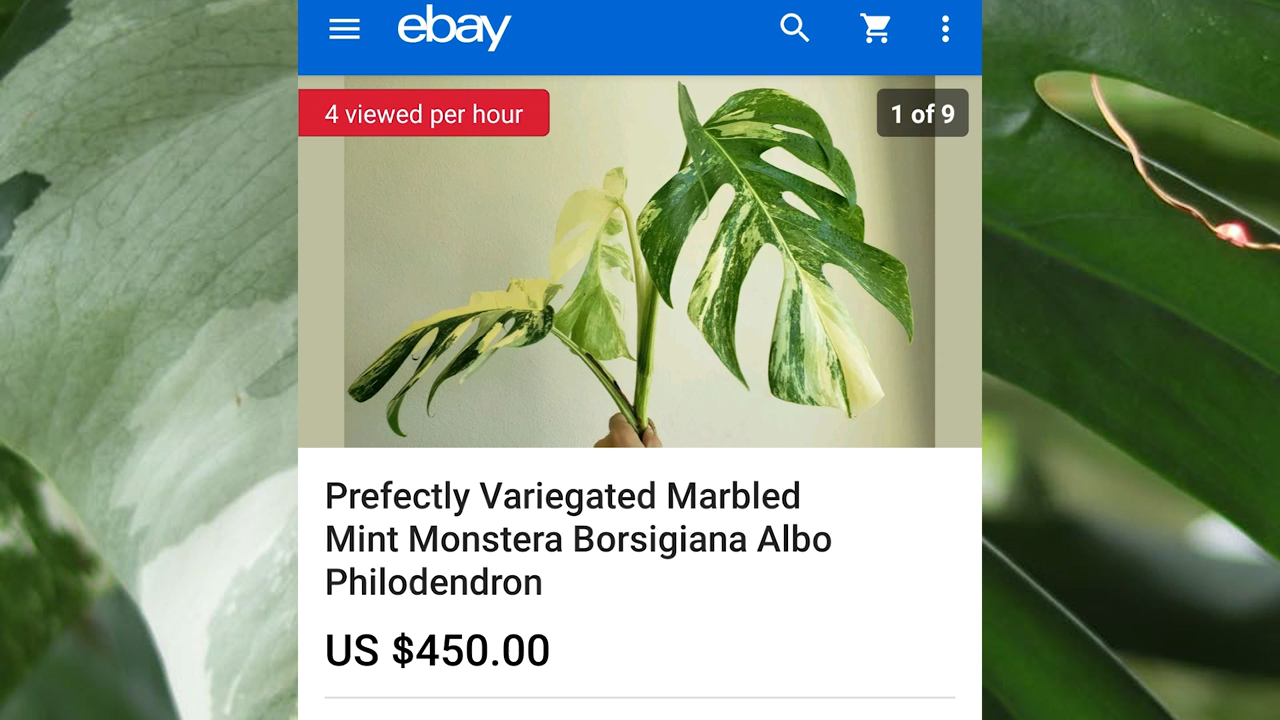 ebay
4 viewed per hour
1 of 9
Prefectly Variegated Marbled
Mint Monstera Borsigiana Albo
Philodendron
US $450.00